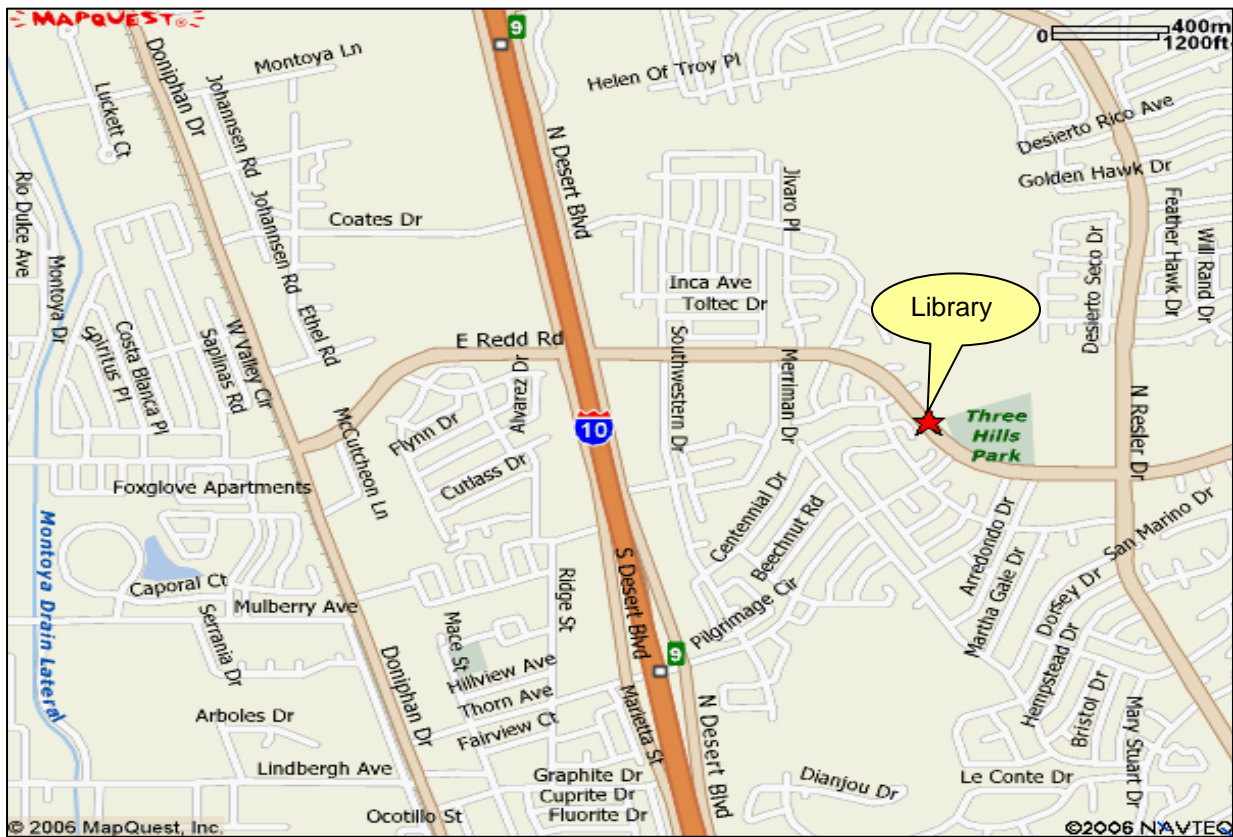 MAPQUEST®
9
0 400m
1200ft
Montoya Ln
Doniphan Dr
Johannsen Rd
Luckett Ct
Helen Of Troy Pl
Desierto Rico Ave
Golden Hawk Dr
N Desert Blvd
Jivaro Pl
Rio Dulce Ave
Montoya Dr
Johannsen Rd
Coates Dr
Feather Hawk Dr
Will Rand Dr
Desierto Seco Dr
Inca Ave
Toltec Dr
Library
Ethel Rd
E Redd Rd
W Valley Cir
Costa Blanca Pl
Spiritus Pl
Saplinas Rd
Southwestern Dr
Merriman Dr
Alvarez Dr
N Resler Dr
McCutcheon Ln
Flynn Dr
10
Three
Hills
Park
Cutlass Dr
Foxglove Apartments
Centennial Dr
Beechnut Rd
San Marino Dr
Arredondo Dr
Montoya Drain Lateral
Caporal Ct
Mulberry Ave
Ridge St
S Desert Blvd
Pilgrimage Cir
Martha Gale Dr
Dorsey Dr
Serrania Dr
Mace St
9
Hempstead Dr
Hillview Ave
Thorn Ave
Fairview Ct
Doniphan Dr
Marietta St
N Desert Blvd
Bristol Dr
Mary Stuart Dr
Arboles Dr
Lindbergh Ave
Graphite Dr
Cuprite Dr
Fluorite Dr
Ocotillo St
Dianjou Dr
Le Conte Dr
© 2006 MapQuest, Inc.
©2006 NAVTEQ